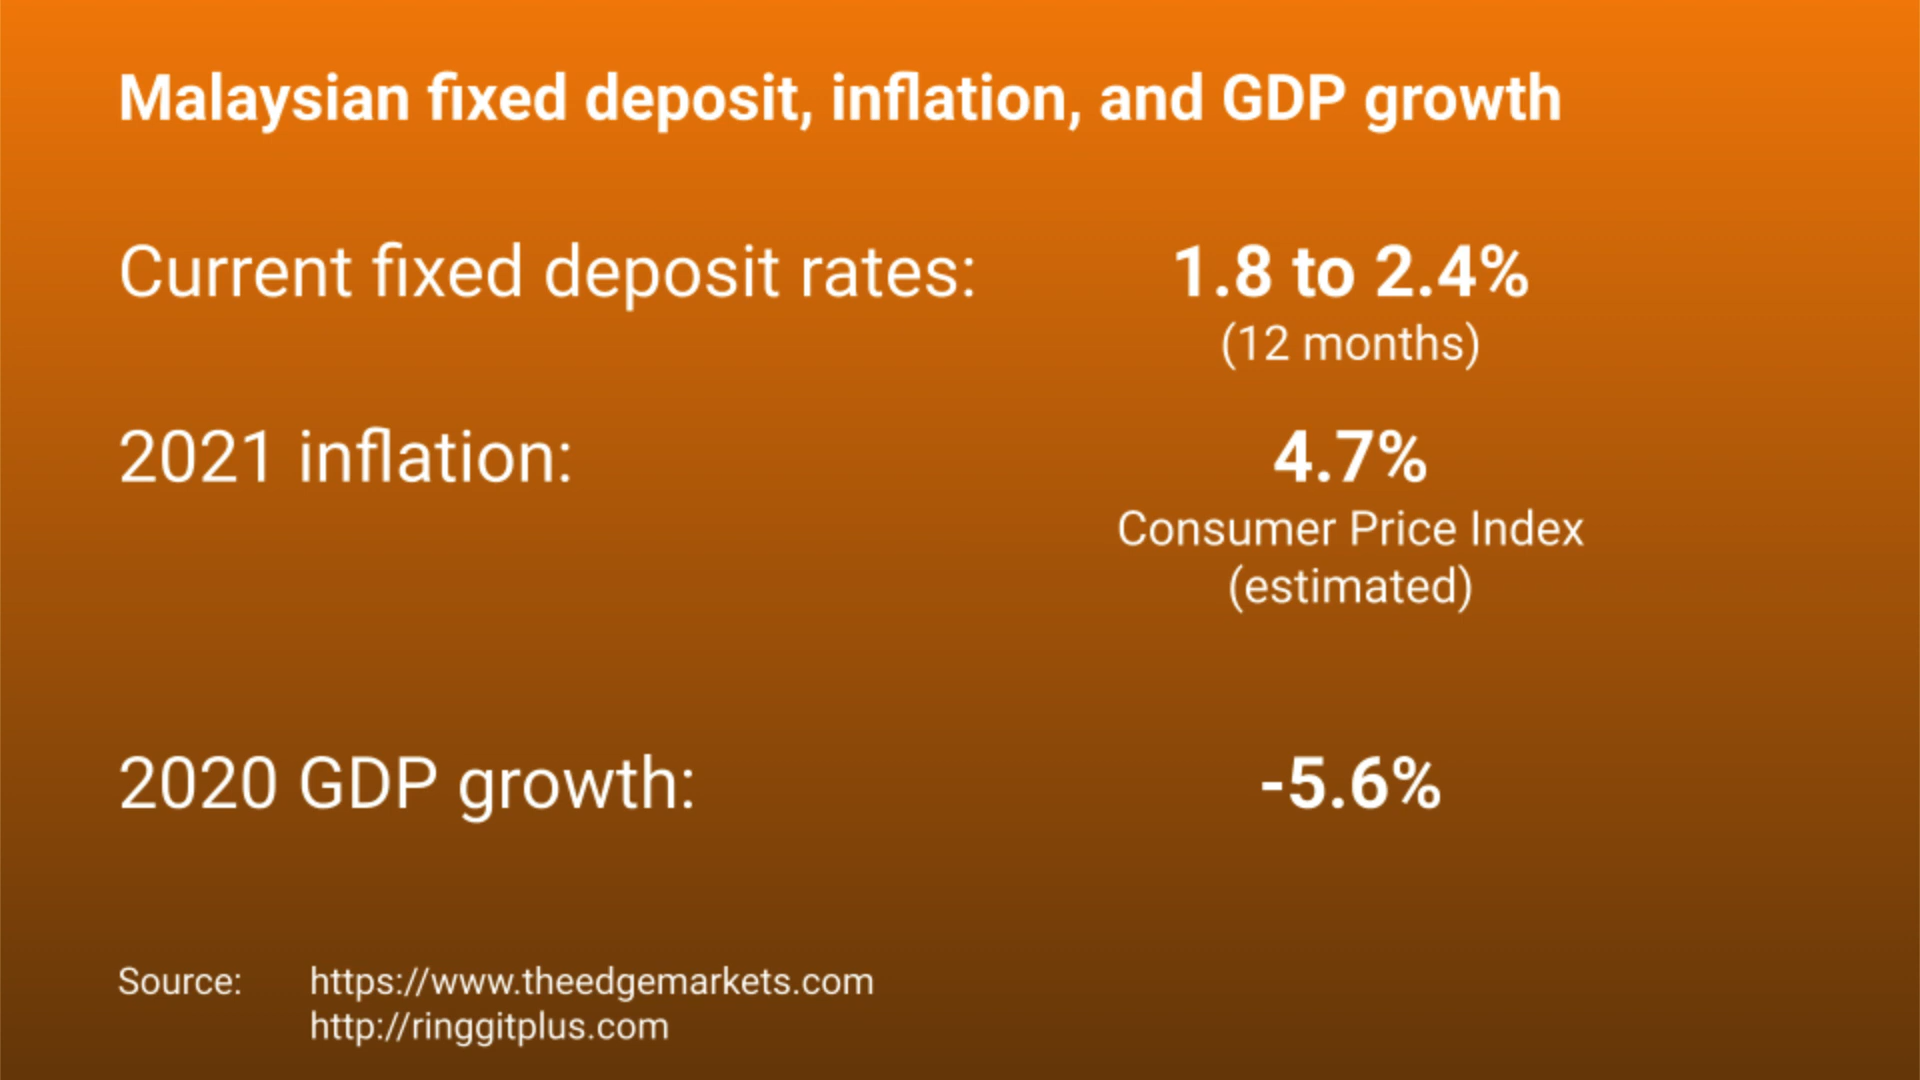 Malaysian fixed deposit, inflation, and GDP growth
Current fixed deposit rates: 1.8 to 2.4%
(12 months)
2021 inflation: 4.7%
Consumer Price Index
(estimated)
2020 GDP growth: -5.6%
Source: https://www.theedgemarkets.com
http://ringgitplus.com